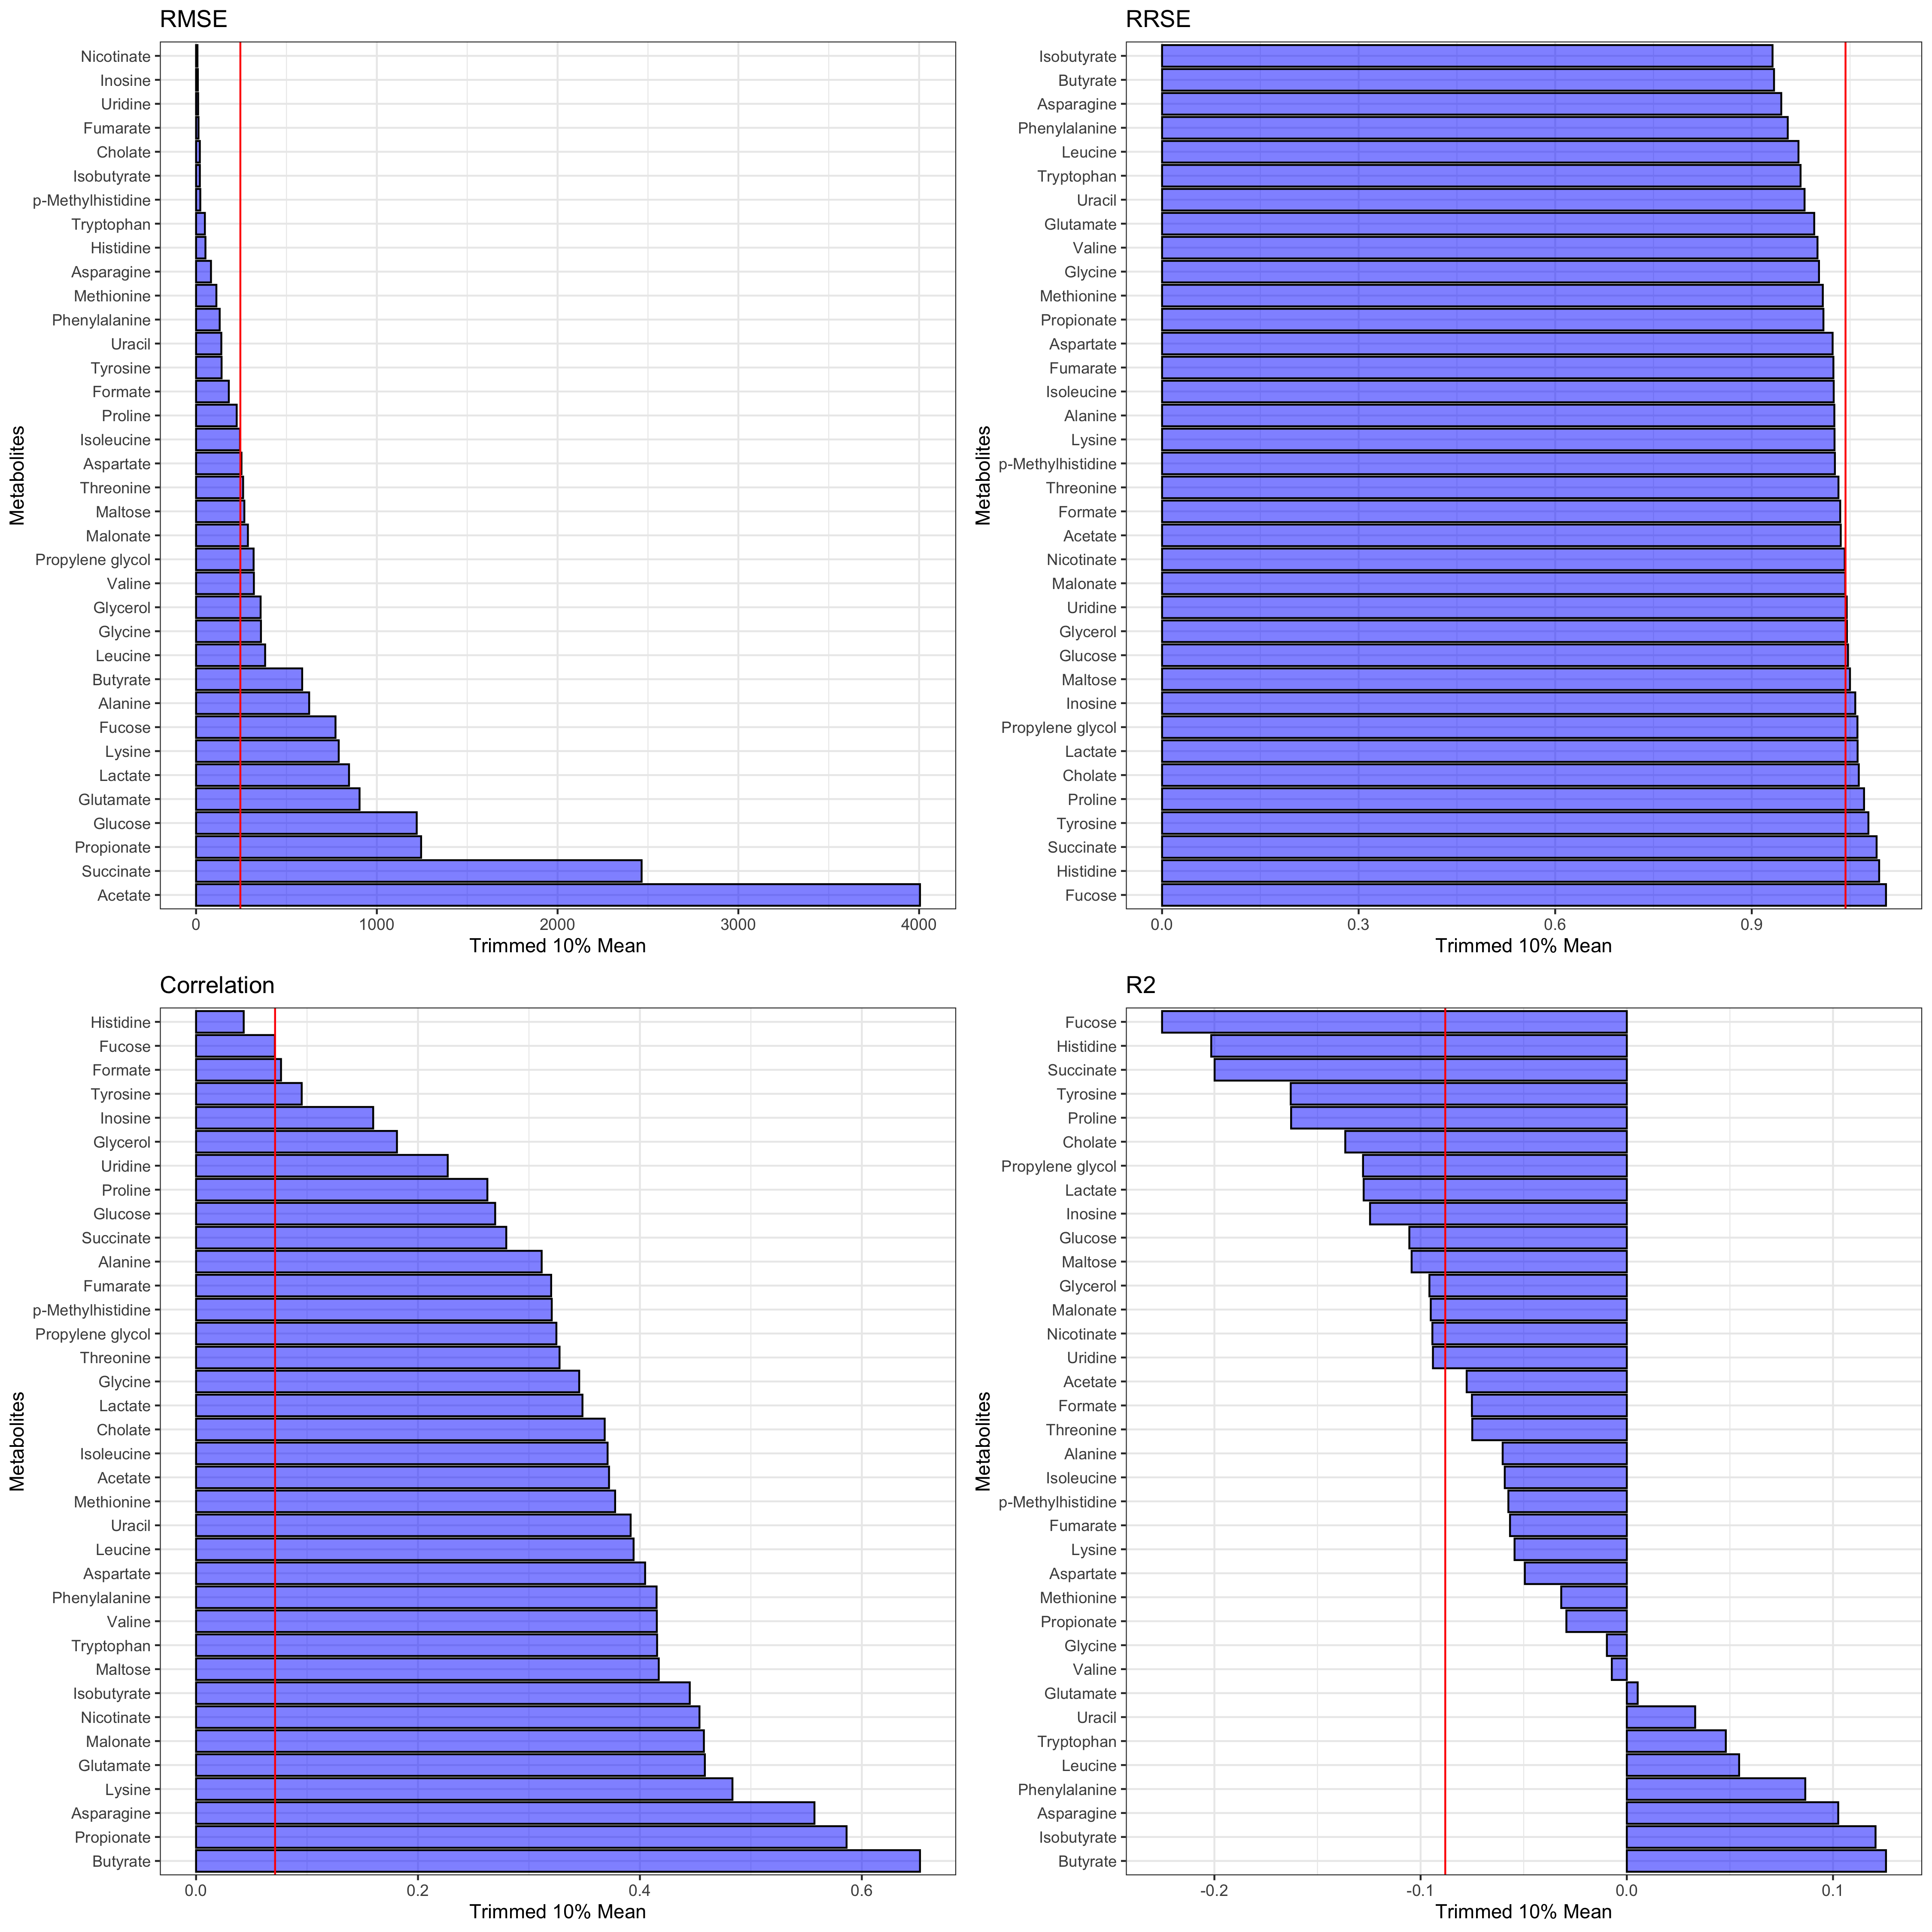 RMSE
Metabolites
Nicotinate
Inosine
Uridine
Fumarate
Cholate
Isobutyrate
p-Methylhistidine
Tryptophan
Histidine
Asparagine
Methionine
Phenylalanine
Uracil
Tyrosine
Formate
Proline
Isoleucine
Aspartate
Threonine
Maltose
Malonate
Propylene glycol
Valine
Glycerol
Glycine
Leucine
Butyrate
Alanine
Fucose
Lysine
Lactate
Glutamate
Glucose
Propionate
Succinate
Acetate
0 1000 2000 3000 4000
Trimmed 10% Mean
RRSE
Metabolites
Isobutyrate
Butyrate
Asparagine
Phenylalanine
Leucine
Tryptophan
Uracil
Glutamate
Valine
Glycine
Methionine
Propionate
Aspartate
Fumarate
Isoleucine
Alanine
Lysine
p-Methylhistidine
Threonine
Formate
Acetate
Nicotinate
Malonate
Uridine
Glycerol
Glucose
Maltose
Inosine
Propylene glycol
Lactate
Cholate
Proline
Tyrosine
Succinate
Histidine
Fucose
0.0 0.3 0.6 0.9
Trimmed 10% Mean
Correlation
Metabolites
Histidine
Fucose
Formate
Tyrosine
Inosine
Glycerol
Uridine
Proline
Glucose
Succinate
Alanine
Fumarate
p-Methylhistidine
Propylene glycol
Threonine
Glycine
Lactate
Cholate
Isoleucine
Acetate
Methionine
Uracil
Leucine
Aspartate
Phenylalanine
Valine
Tryptophan
Maltose
Isobutyrate
Nicotinate
Malonate
Glutamate
Lysine
Asparagine
Propionate
Butyrate
0.0 0.2 0.4 0.6
Trimmed 10% Mean
R2
Metabolites
Fucose
Histidine
Succinate
Tyrosine
Proline
Cholate
Propylene glycol
Lactate
Inosine
Glucose
Maltose
Glycerol
Malonate
Nicotinate
Uridine
Acetate
Formate
Threonine
Alanine
Isoleucine
p-Methylhistidine
Fumarate
Lysine
Aspartate
Methionine
Propionate
Glycine
Valine
Glutamate
Uracil
Tryptophan
Leucine
Phenylalanine
Asparagine
Isobutyrate
Butyrate
-0.2 -0.1 0.0 0.1
Trimmed 10% Mean